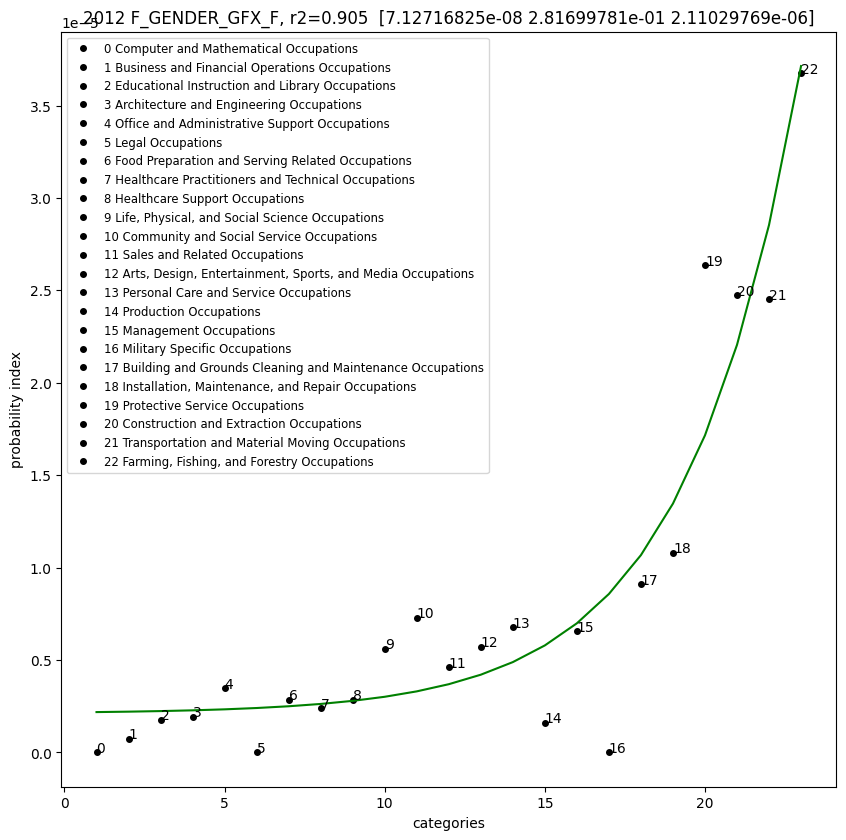 2012 F_GENDER_GFX_F, r2=0.905 [7.12716825e-08 2.81699781e-01 2.11029769e-06]
1e−5
0 Computer and Mathematical Occupations
1 Business and Financial Operations Occupations
2 Educational Instruction and Library Occupations
3 Architecture and Engineering Occupations
4 Office and Administrative Support Occupations
5 Legal Occupations
6 Food Preparation and Serving Related Occupations
7 Healthcare Practitioners and Technical Occupations
8 Healthcare Support Occupations
9 Life, Physical, and Social Science Occupations
10 Community and Social Service Occupations
11 Sales and Related Occupations
12 Arts, Design, Entertainment, Sports, and Media Occupations
13 Personal Care and Service Occupations
14 Production Occupations
15 Management Occupations
16 Military Specific Occupations
17 Building and Grounds Cleaning and Maintenance Occupations
18 Installation, Maintenance, and Repair Occupations
19 Protective Service Occupations
20 Construction and Extraction Occupations
21 Transportation and Material Moving Occupations
22 Farming, Fishing, and Forestry Occupations
probability index
3.5
3.0
2.5
2.0
1.5
1.0
0.5
0.0
0
1
2
3
4
5
6
7
8
9
10
11
12
13
14
15
16
17
18
19
20
21
22
0
5
10
15
20
categories